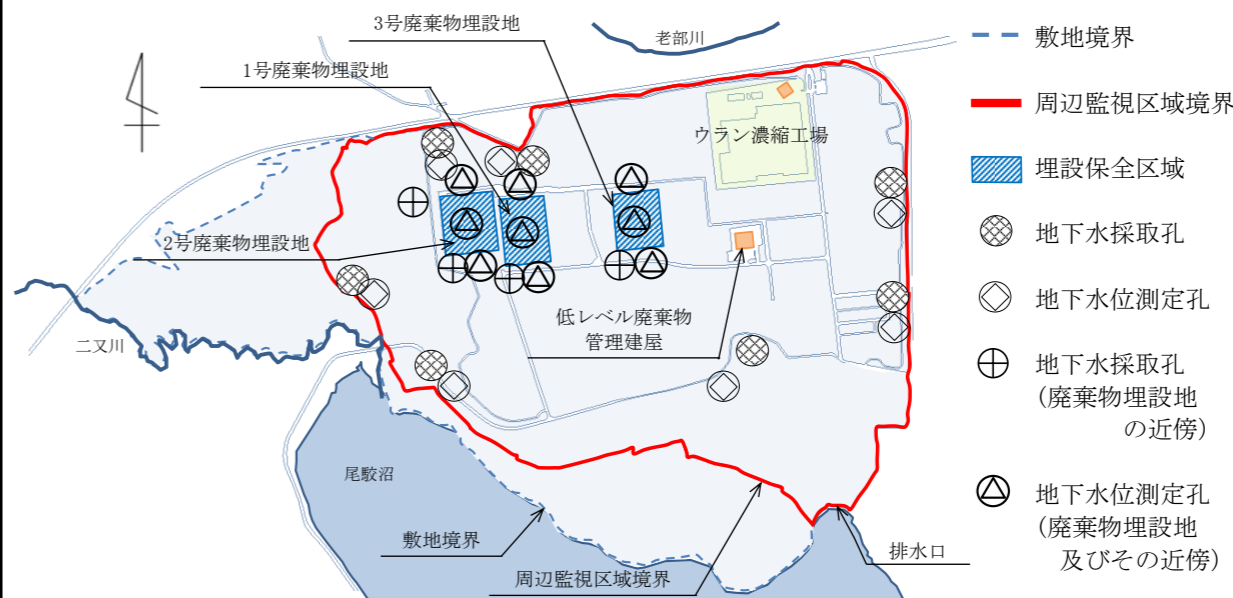 3号廃棄物埋設地
老部川
1号廃棄物埋設地
ウラン濃縮工場
2号廃棄物埋設地
低レベル廃棄物
管理建屋
二又川
尾駮沼
敷地境界
周辺監視区域境界
排水口
敷地境界
周辺監視区域境界
埋設保全区域
地下水採取孔
地下水位測定孔
地下水採取孔
(廃棄物埋設地
の近傍)
地下水位測定孔
(廃棄物埋設地
及びその近傍)